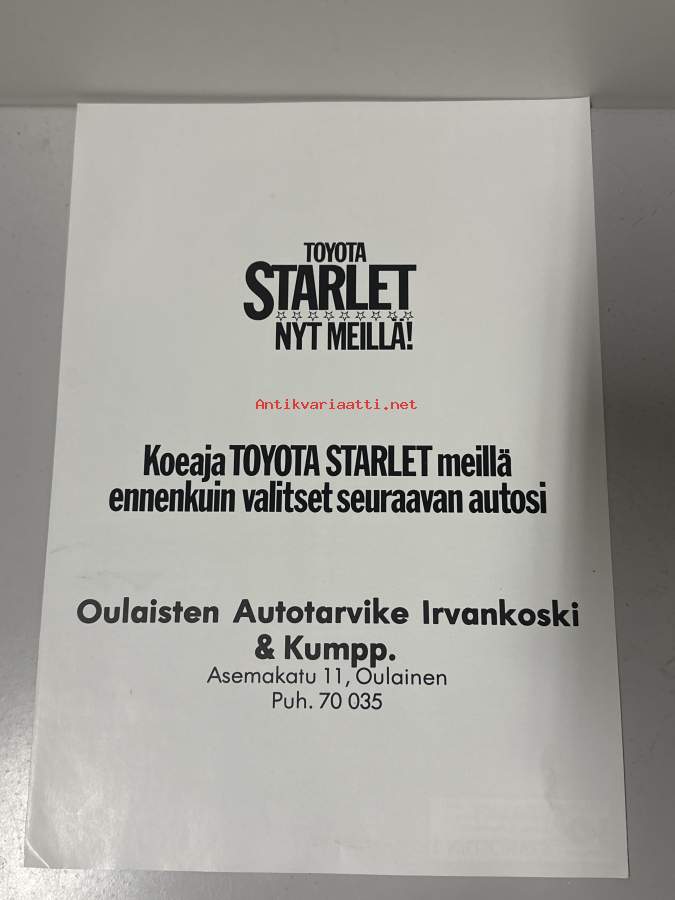 TOYOTA
STARLET
NYT MEILLÄ!
Antikvariaatti.net
Koeaja TOYOTA STARLET meillä
ennenkuin valitset seuraavan autosi
Oulaisten Autotarvike Irvankoski
& Kumpp.
Asemakatu 11, Oulainen
Puh. 70 035